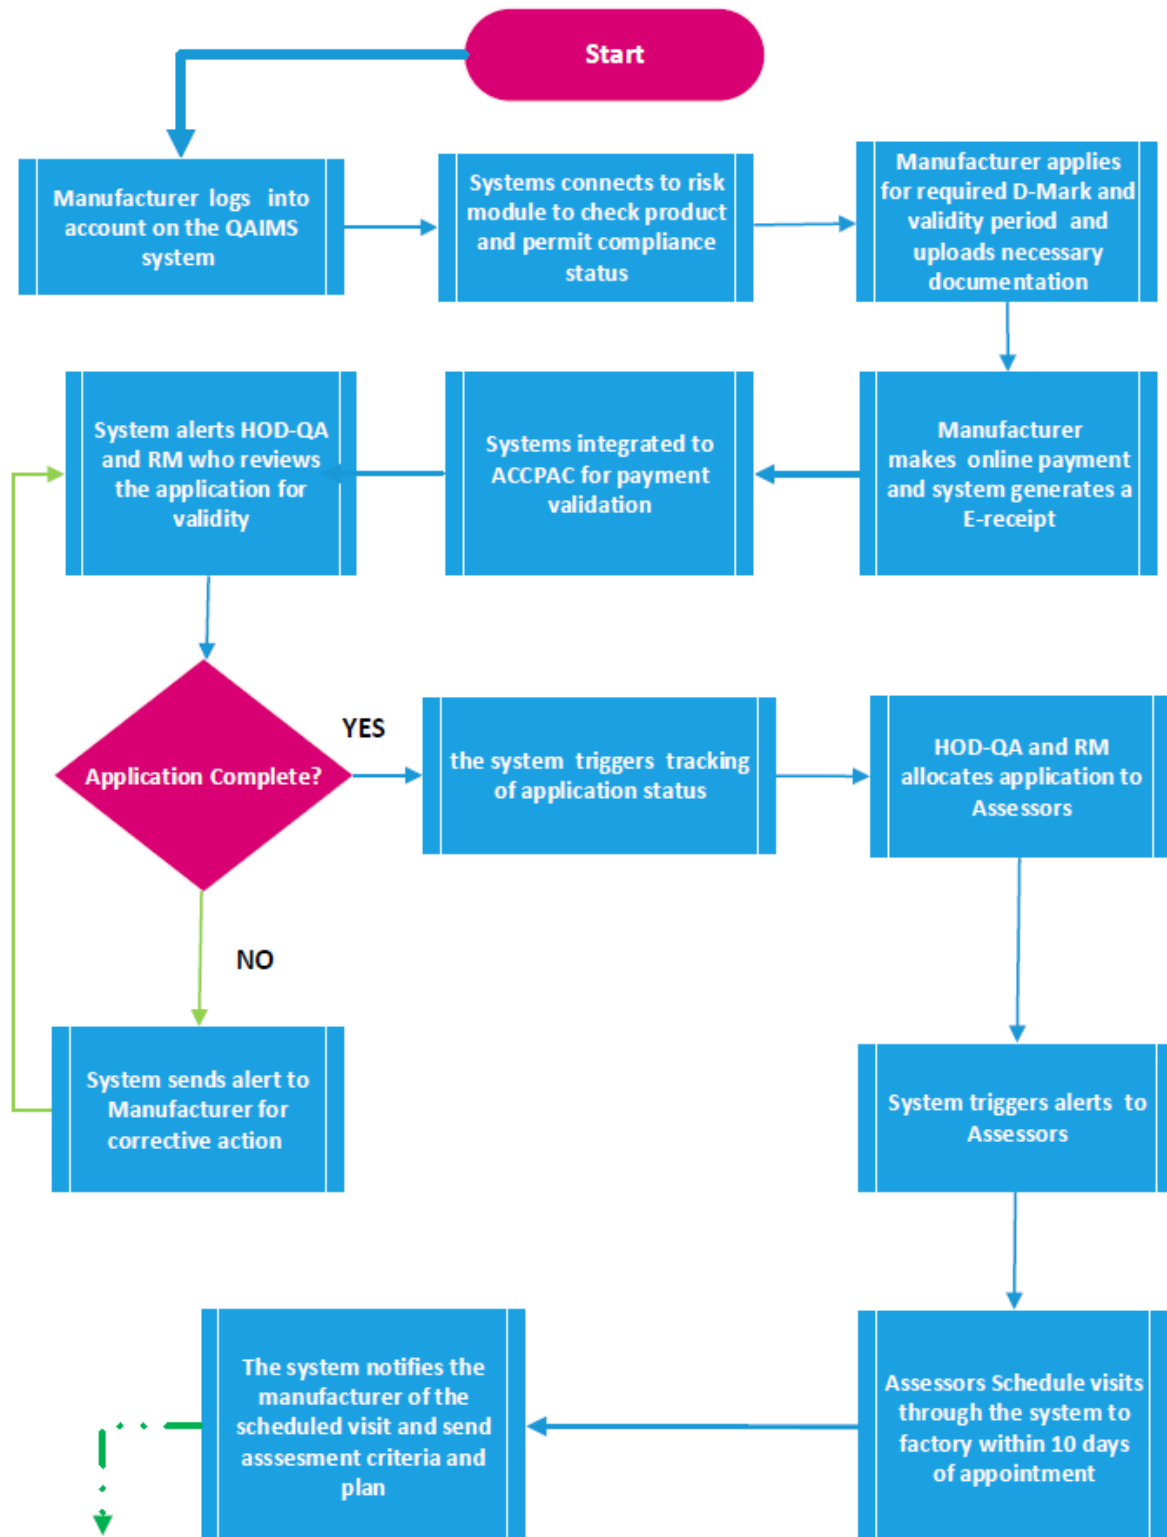 Start
Manufacturer logs into
account on the QAIMS
system
Systems connects to risk
module to check product
and permit compliance
status
Manufacturer applies
for required D-Mark and
validity period and
uploads necessary
documentation
System alerts HOD-QA
and RM who reviews
the application for
validity
Systems integrated to
ACCPAC for payment
validation
Manufacturer
makes online payment
and system generates a
E-receipt
Application Complete?
YES
the system triggers tracking
of application status
HOD-QA and RM
allocates application to
Assessors
NO
System sends alert to
Manufacturer for
corrective action
System triggers alerts to
Assessors
The system notifies the
manufacturer of the
scheduled visit and send
asssesment criteria and
plan
Assessors Schedule visits
through the system to
factory within 10 days
of appointment